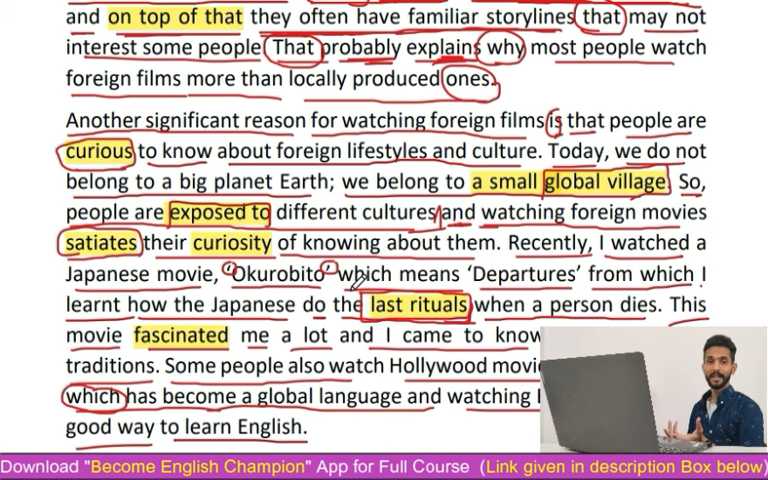 and on top of that they often have familiar storylines that may not
interest some people. That probably explains why most people watch
foreign films more than locally produced ones.
Another significant reason for watching foreign films is that people are
curious to know about foreign lifestyles and culture. Today, we do not
belong to a big planet Earth; we belong to a small global village. So,
people are exposed to different cultures and watching foreign movies
satiates their curiosity of knowing about them. Recently, I watched a
Japanese movie, 'Okurobito' which means 'Departures' from which I
learnt how the Japanese do the last rituals when a person dies. This
movie fascinated me a lot and I came to know
traditions. Some people also watch Hollywood
which has become a global language and watching
good way to learn English.
Download "Become English Champion" App for Full Course (Link given in description Box below)